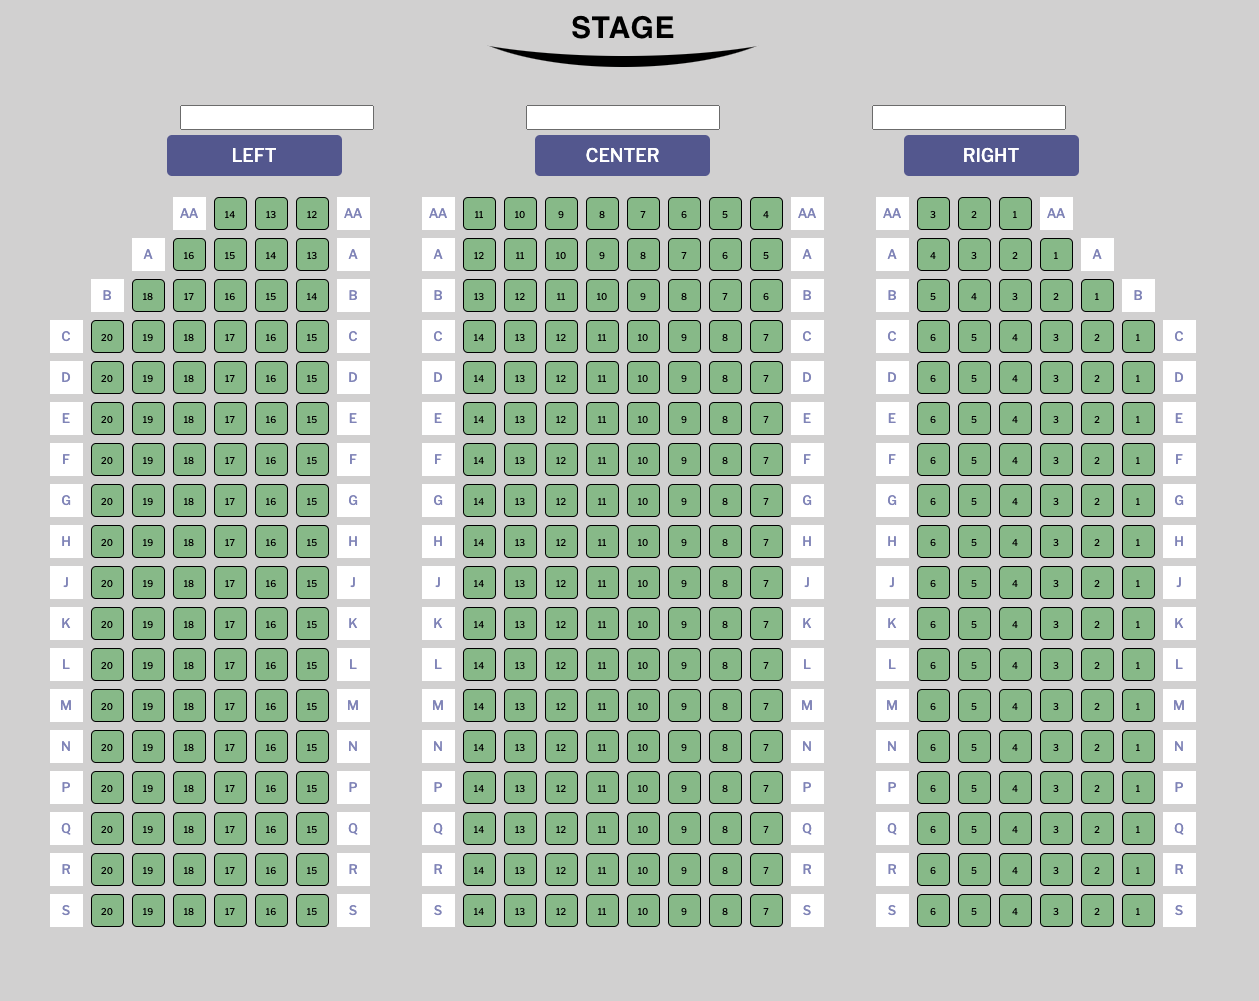 STAGE
LEFT CENTER RIGHT
AA 14 13 12 AA AA 11 10 9 8 7 6 5 4 AA AA 3 2 1 AA
A 16 15 14 13 A A 12 11 10 9 8 7 6 5 A A 4 3 2 1 A
B 18 17 16 15 14 B B 13 12 11 10 9 8 7 6 B B 5 4 3 2 1 B
C 20 19 18 17 16 15 C C 14 13 12 11 10 9 8 7 C C 6 5 4 3 2 1 C
D 20 19 18 17 16 15 D D 14 13 12 11 10 9 8 7 D D 6 5 4 3 2 1 D
E 20 19 18 17 16 15 E E 14 13 12 11 10 9 8 7 E E 6 5 4 3 2 1 E
F 20 19 18 17 16 15 F F 14 13 12 11 10 9 8 7 F F 6 5 4 3 2 1 F
G 20 19 18 17 16 15 G G 14 13 12 11 10 9 8 7 G G 6 5 4 3 2 1 G
H 20 19 18 17 16 15 H H 14 13 12 11 10 9 8 7 H H 6 5 4 3 2 1 H
J 20 19 18 17 16 15 J J 14 13 12 11 10 9 8 7 J J 6 5 4 3 2 1 J
K 20 19 18 17 16 15 K K 14 13 12 11 10 9 8 7 K K 6 5 4 3 2 1 K
L 20 19 18 17 16 15 L L 14 13 12 11 10 9 8 7 L L 6 5 4 3 2 1 L
M 20 19 18 17 16 15 M M 14 13 12 11 10 9 8 7 M M 6 5 4 3 2 1 M
N 20 19 18 17 16 15 N N 14 13 12 11 10 9 8 7 N N 6 5 4 3 2 1 N
P 20 19 18 17 16 15 P P 14 13 12 11 10 9 8 7 P P 6 5 4 3 2 1 P
Q 20 19 18 17 16 15 Q Q 14 13 12 11 10 9 8 7 Q Q 6 5 4 3 2 1 Q
R 20 19 18 17 16 15 R R 14 13 12 11 10 9 8 7 R R 6 5 4 3 2 1 R
S 20 19 18 17 16 15 S S 14 13 12 11 10 9 8 7 S S 6 5 4 3 2 1 S